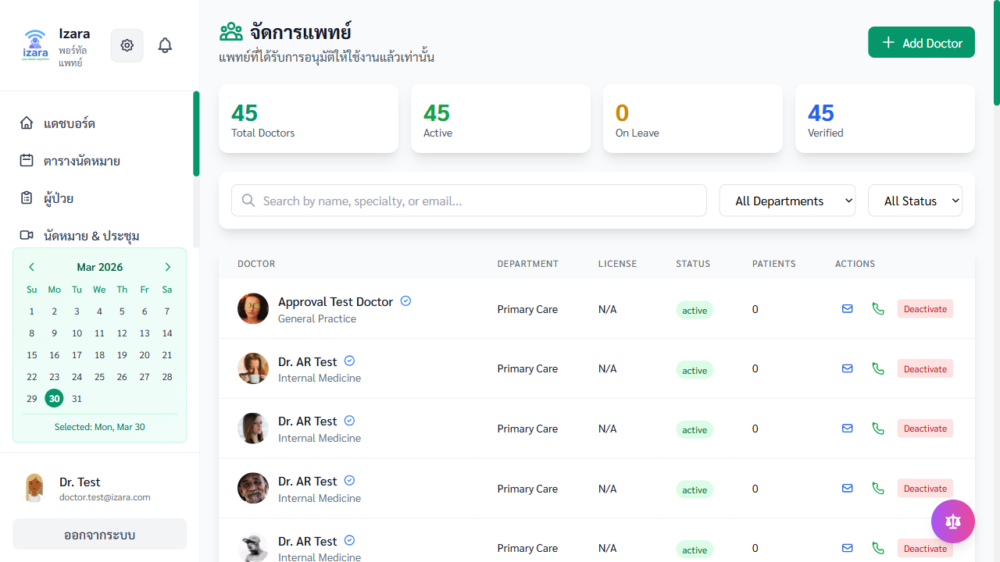 izara
Izara
พอร์ทัล
แพทย์
แดชบอร์ด
ตารางนัดหมาย
ผู้ป่วย
นัดหมาย & ประชุม
Mar 2026
Su Mo Tu We Th Fr Sa
1 2 3 4 5 6 7
8 9 10 11 12 13 14
15 16 17 18 19 20 21
22 23 24 25 26 27 28
29 30 31
Selected: Mon, Mar 30
Dr. Test
doctor.test@izara.com
ออกจากระบบ
จัดการแพทย์
แพทย์ที่ได้รับการอนุมัติให้ใช้งานแล้วเท่านั้น
Add Doctor
45
Total Doctors
45
Active
0
On Leave
45
Verified
Search by name, specialty, or email...
All Departments
All Status
DOCTOR DEPARTMENT LICENSE STATUS PATIENTS ACTIONS
Approval Test Doctor
General Practice
Primary Care N/A active 0 Deactivate
Dr. AR Test
Internal Medicine
Primary Care N/A active 0 Deactivate
Dr. AR Test
Internal Medicine
Primary Care N/A active 0 Deactivate
Dr. AR Test
Internal Medicine
Primary Care N/A active 0 Deactivate
Dr. AR Test
Internal Medicine
Primary Care N/A active 0 Deactivate